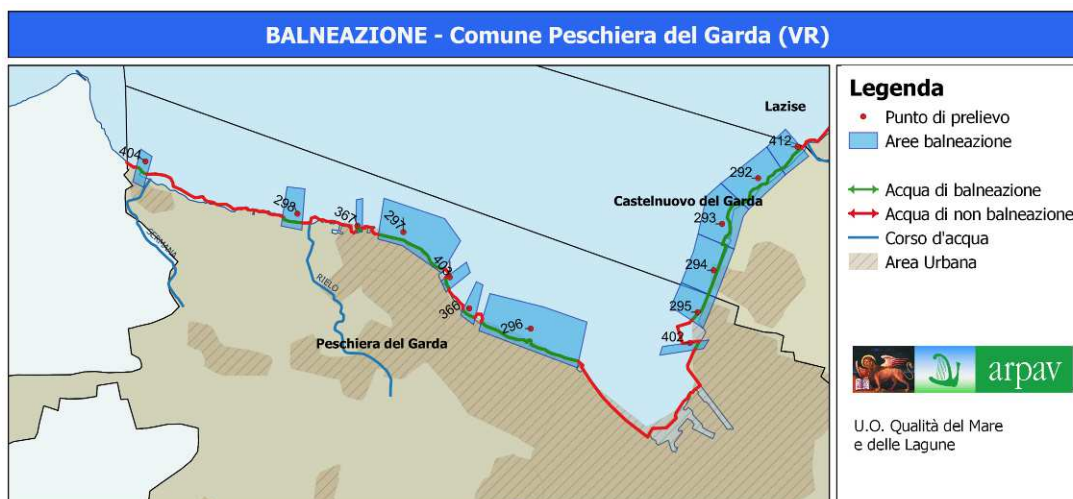 BALNEAZIONE - Comune Peschiera del Garda (VR)
Lazise
412
404
292
Castelnuovo del Garda
298
367
297
293
SERMANA
403
294
RIELO
366
295
296
402
Peschiera del Garda
Legenda
Punto di prelievo
Aree balneazione
Acqua di balneazione
Acqua di non balneazione
Corso d'acqua
Area Urbana
arpav
U.O. Qualità del Mare
e delle Lagune